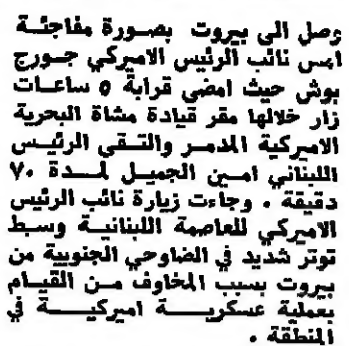 وصل الى بيروت بصورة مفاجئة
امس نائب الرئيس الاميركي جورج
بوش حيث امضى قرابة ٥ ساعات
زار خلالها مقر قيادة مشاة البحرية
الاميركية المدمر والتقى الرئيس
اللبناني امين الجميل لمدة ٧٠
دقيقة . وجاءت زيارة نائب الرئيس
الاميركي للعاصمة اللبنانية وسط
توتر شديد في الضاوحي الجنوبية من
بيروت بسبب المخاوف من القيام
بعملية عسكرية اميركية في
المنطقة .